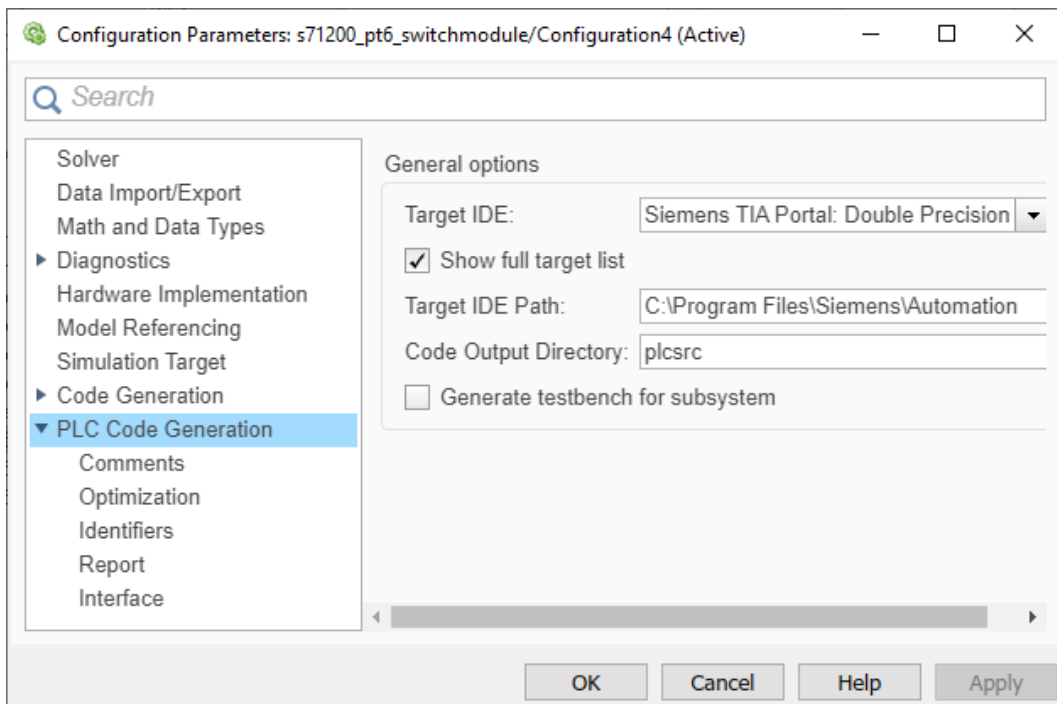 Configuration Parameters: s71200_pt6_switchmodule/Configuration4 (Active)
Search
Solver
Data Import/Export
Math and Data Types
Diagnostics
Hardware Implementation
Model Referencing
Simulation Target
Code Generation
PLC Code Generation
Comments
Optimization
Identifiers
Report
Interface
General options
Target IDE: Siemens TIA Portal: Double Precision
Show full target list
Target IDE Path: C:\Program Files\Siemens\Automation
Code Output Directory: plcsrc
Generate testbench for subsystem
OK Cancel Help Apply